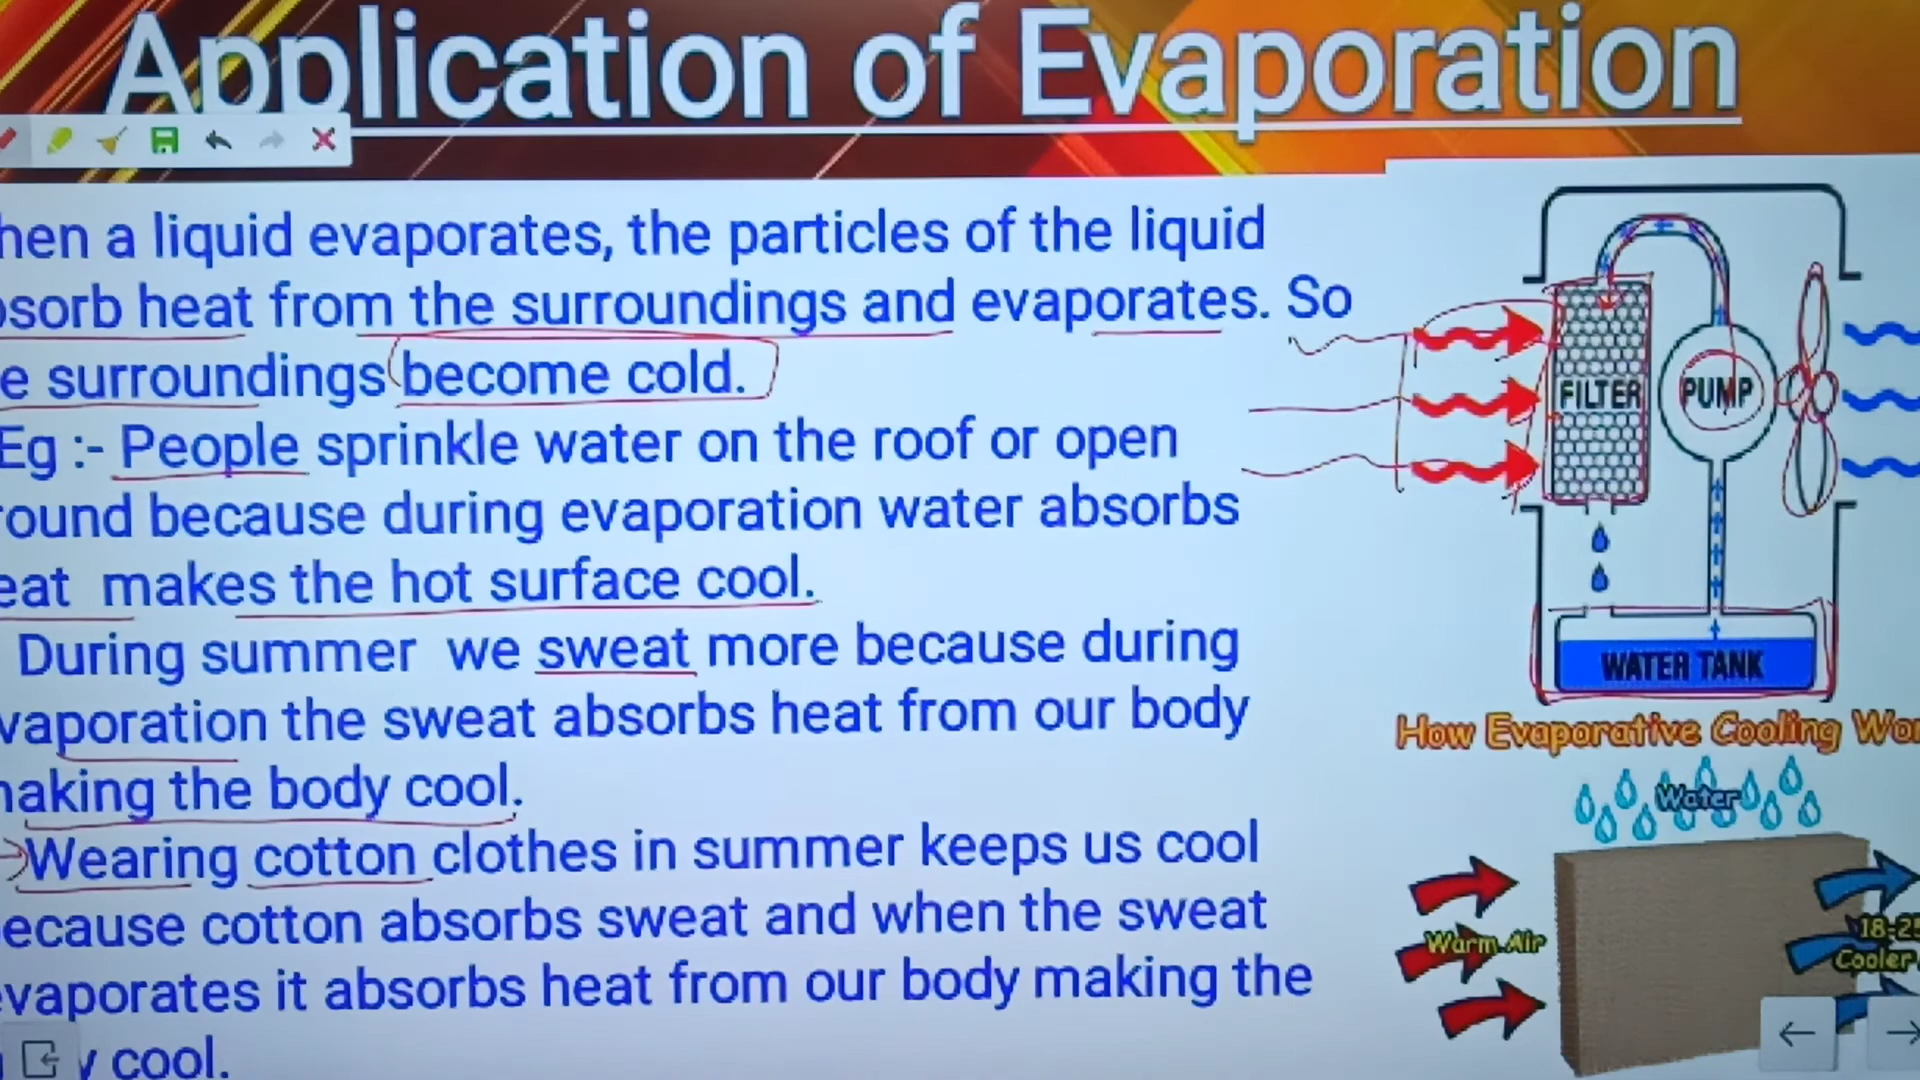 Application of Evaporation
hen a liquid evaporates, the particles of the liquid
bsorb heat from the surroundings and evaporates. So
e surroundings become cold.
Eg :- People sprinkle water on the roof or open
round because during evaporation water absorbs
eat makes the hot surface cool.
During summer we sweat more because during
vaporation the sweat absorbs heat from our body
making the body cool.
Wearing cotton clothes in summer keeps us cool
ecause cotton absorbs sweat and when the sweat
evaporates it absorbs heat from our body making the
y cool.
FILTER
PUMP
WATER TANK
How Evaporative Cooling Wor
Water
Warm Air
18-25
Cooler